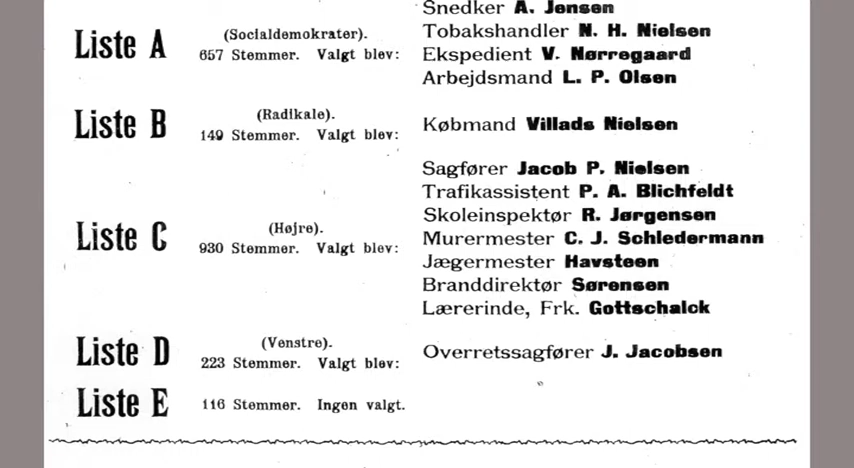 Snedker A. Jensen
Liste A
(Socialdemokrater).
657 Stemmer. Valgt blev:
Tobakshandler N. H. Nielsen
Ekspedient V. Nørregaard
Arbejdsmand L. P. Olsen
Liste B
(Radikale).
149 Stemmer. Valgt blev:
Købmand Villads Nielsen
Liste C
(Højre).
930 Stemmer. Valgt blev:
Sagfører Jacob P. Nielsen
Trafikassistent P. A. Blichfeldt
Skoleinspektør R. Jørgensen
Murermester C. J. Schledermann
Jægermester Havsteen
Branddirektør Sørensen
Lærerinde, Frk. Gottschalck
Liste D
(Venstre).
223 Stemmer. Valgt blev:
Overretssagfører J. Jacobsen
Liste E
116 Stemmer. Ingen valgt.